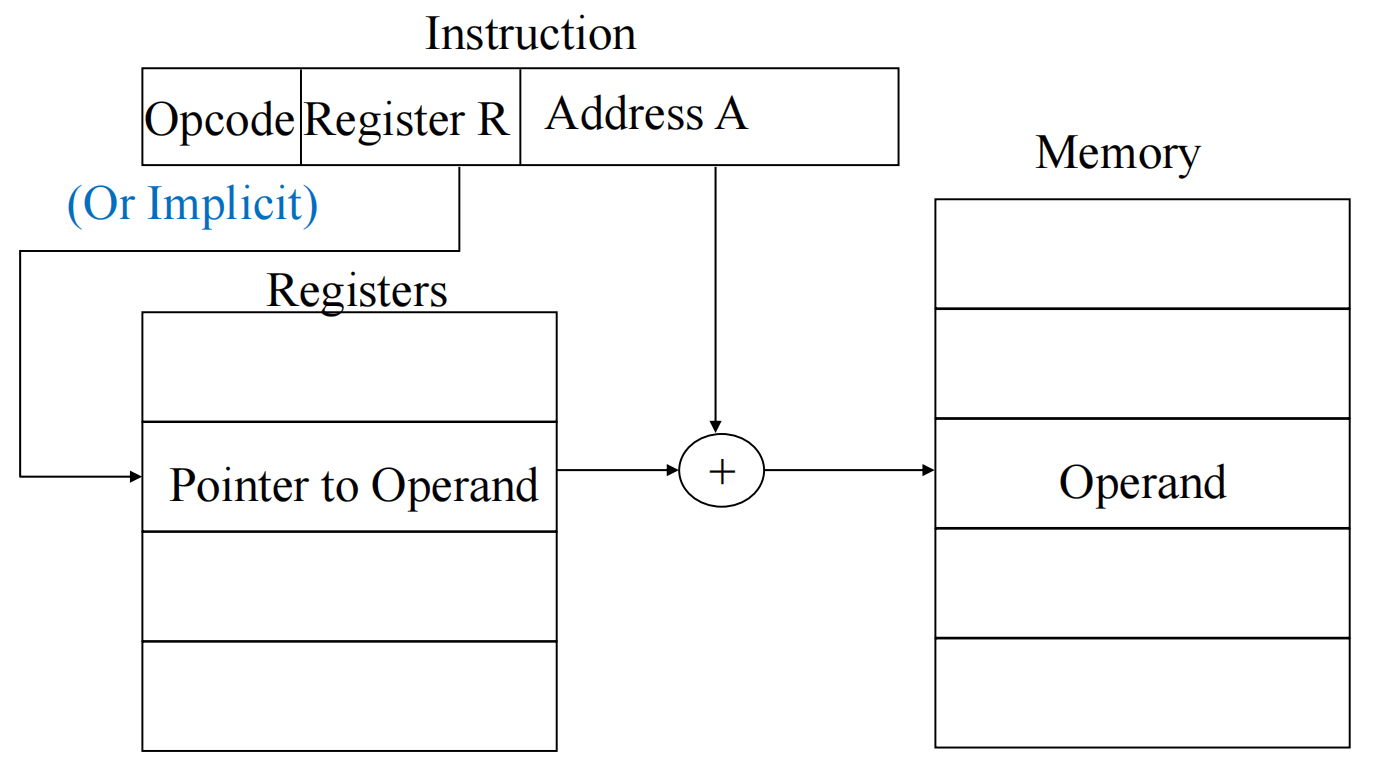 Instruction
Opcode Register R Address A
Memory
(Or Implicit)
Registers
Pointer to Operand
+
Operand